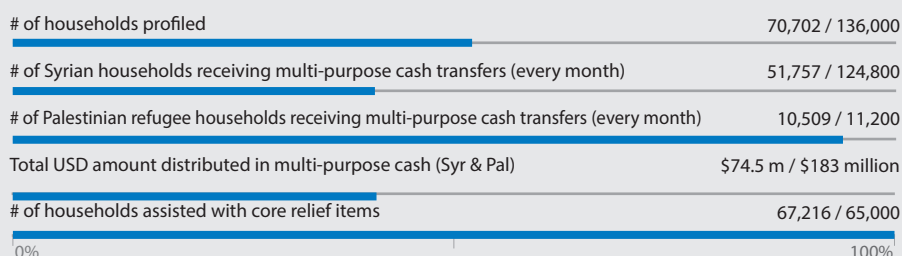 # of households profiled 70,702 / 136,000
# of Syrian households receiving multi-purpose cash transfers (every month) 51,757 / 124,800
# of Palestinian refugee households receiving multi-purpose cash transfers (every month) 10,509 / 11,200
Total USD amount distributed in multi-purpose cash (Syr & Pal) $74.5 m / $183 million
# of households assisted with core relief items 67,216 / 65,000
0% 100%